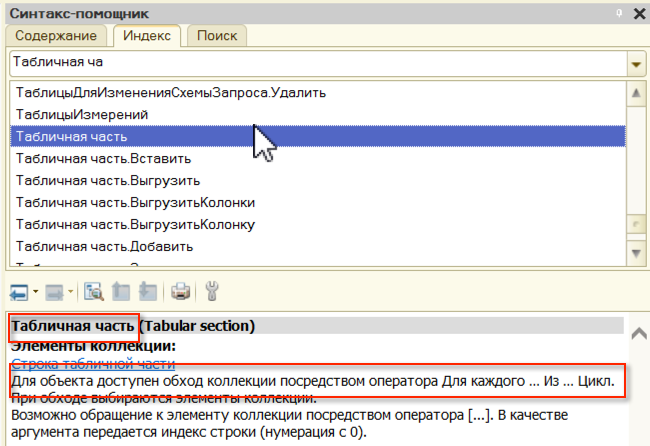 Синтакс-помощник
Содержание Индекс Поиск
Табличная ча
ТаблицыДляИзмененияСхемыЗапроса.Удалить
ТаблицыИзмерений
Табличная часть
Табличная часть.Вставить
Табличная часть.Выгрузить
Табличная часть.ВыгрузитьКолонки
Табличная часть.ВыгрузитьКолонку
Табличная часть.Добавить
Табличная часть (Tabular section)
Элементы коллекции:
Строка табличной части
Для объекта доступен обход коллекции посредством оператора Для каждого ... Из ... Цикл.
При обходе выбираются элементы коллекции.
Возможно обращение к элементу коллекции посредством оператора [...]. В качестве
аргумента передается индекс строки (нумерация с 0).